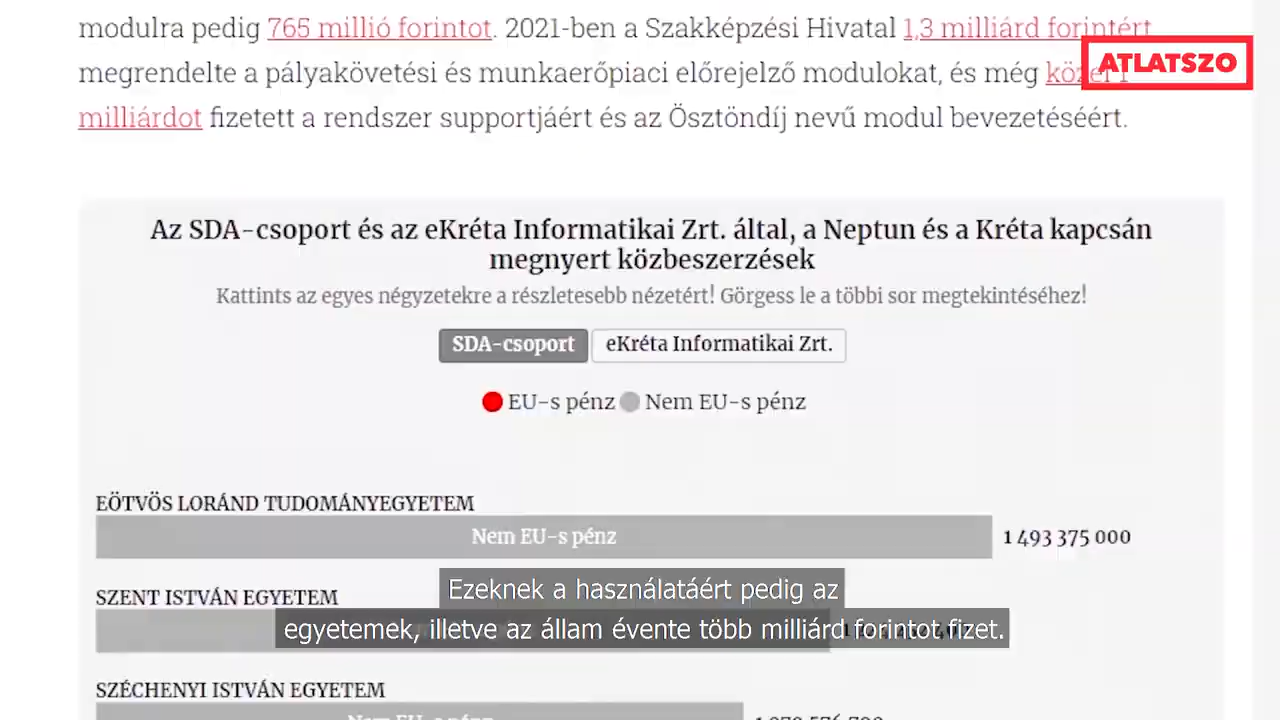 modulra pedig 765 millió forintot. 2021-ben a Szakképzési Hivatal 1,3 milliárd forintért
ATLATSZO
megrendelte a pályakövetési és munkaerőpiaci előrejelző modulokat, és még közel 1
milliárdot fizetett a rendszer supportjáért és az Ösztöndíj nevű modul bevezetéséért.
Az SDA-csoport és az eKréta Informatikai Zrt. által, a Neptun és a Kréta kapcsán
megnyert közbeszerzések
Kattints az egyes négyzetekre a részletesebb nézetért! Görgess le a többi sor megtekintéséhez!
SDA-csoport eKréta Informatikai Zrt.
EU-s pénz Nem EU-s pénz
EÖTVÖS LORÁND TUDOMÁNYEGYETEM
Nem EU-s pénz 1 493 375 000
SZENT ISTVÁN EGYETEM
Ezeknek a használatáért pedig az
egyetemek, illetve az állam évente több milliárd forintot fizet.
SZÉCHENYI ISTVÁN EGYETEM
Nem EU-s pénz